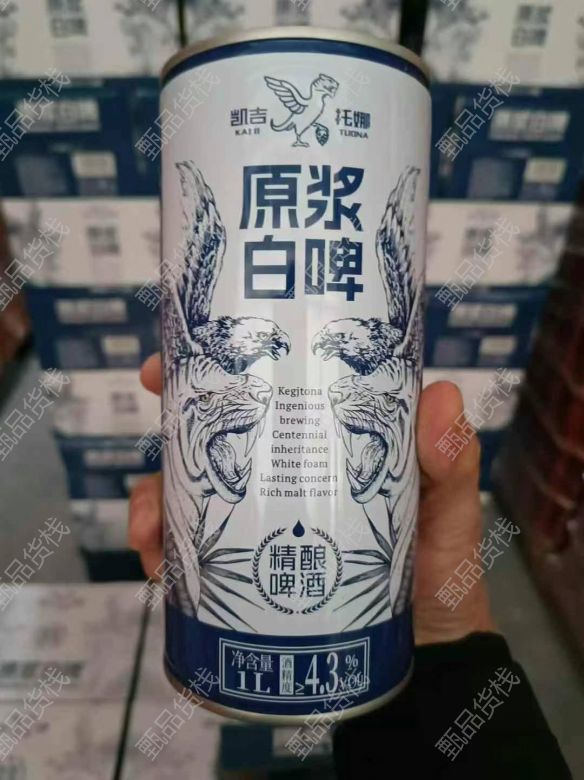 凯吉 托娜
KAIJI TUONA
原浆
白啤
Kegjtona
Ingenious
brewing
Centennial
inheritance
White foam
Lasting concern
Rich malt flavor
精酿
啤酒
净含量 酒精度 ≥4.3%
1L vol
甄品货栈